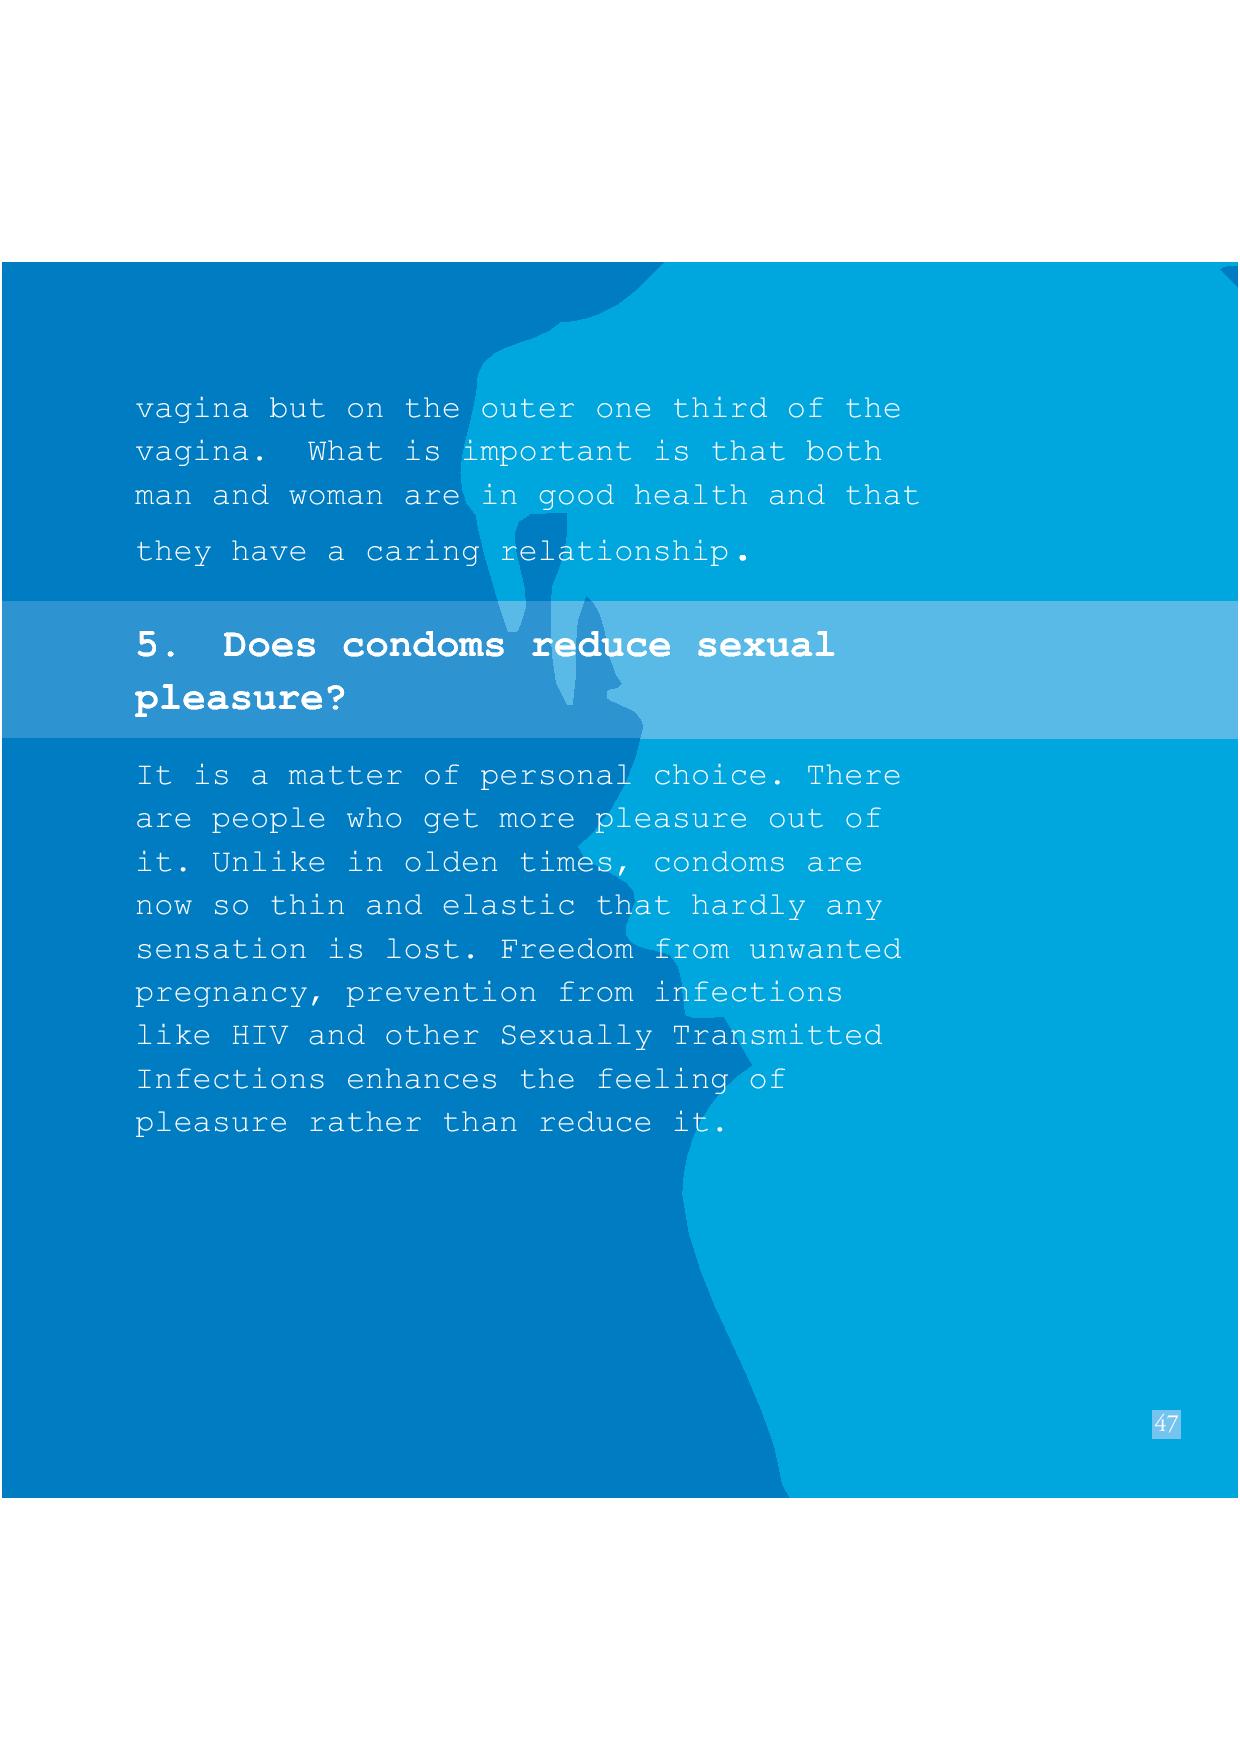 vagina but on the outer one third of the
vagina.  What is important is that both
man and woman are in good health and that
they have a caring relationship.
5.  Does condoms reduce sexual
pleasure?
It is a matter of personal choice. There
are people who get more pleasure out of
it. Unlike in olden times, condoms are
now so thin and elastic that hardly any
sensation is lost. Freedom from unwanted
pregnancy, prevention from infections
like HIV and other Sexually Transmitted
Infections enhances the feeling of
pleasure rather than reduce it.
47